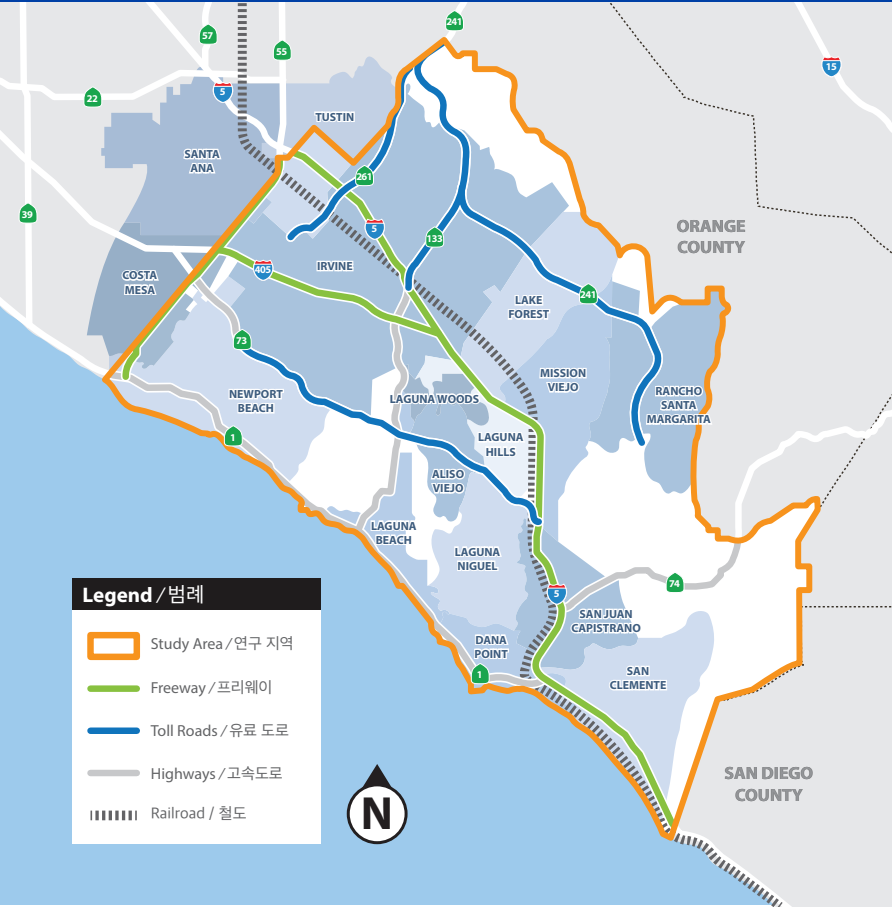 241
57
55
15
5
22
TUSTIN
SANTA
ANA
261
39
5
133
ORANGE
COUNTY
405
IRVINE
COSTA
MESA
241
LAKE
FOREST
73
MISSION
VIEJO
NEWPORT
BEACH
LAGUNA WOODS
RANCHO
SANTA
MARGARITA
1
LAGUNA
HILLS
ALISO
VIEJO
LAGUNA
BEACH
LAGUNA
NIGUEL
74
5
SAN JUAN
CAPISTRANO
DANA
POINT
1
SAN
CLEMENTE
SAN DIEGO
COUNTY
Legend / 범례
Study Area / 연구 지역
Freeway / 프리웨이
Toll Roads / 유료 도로
Highways / 고속도로
Railroad / 철도
N